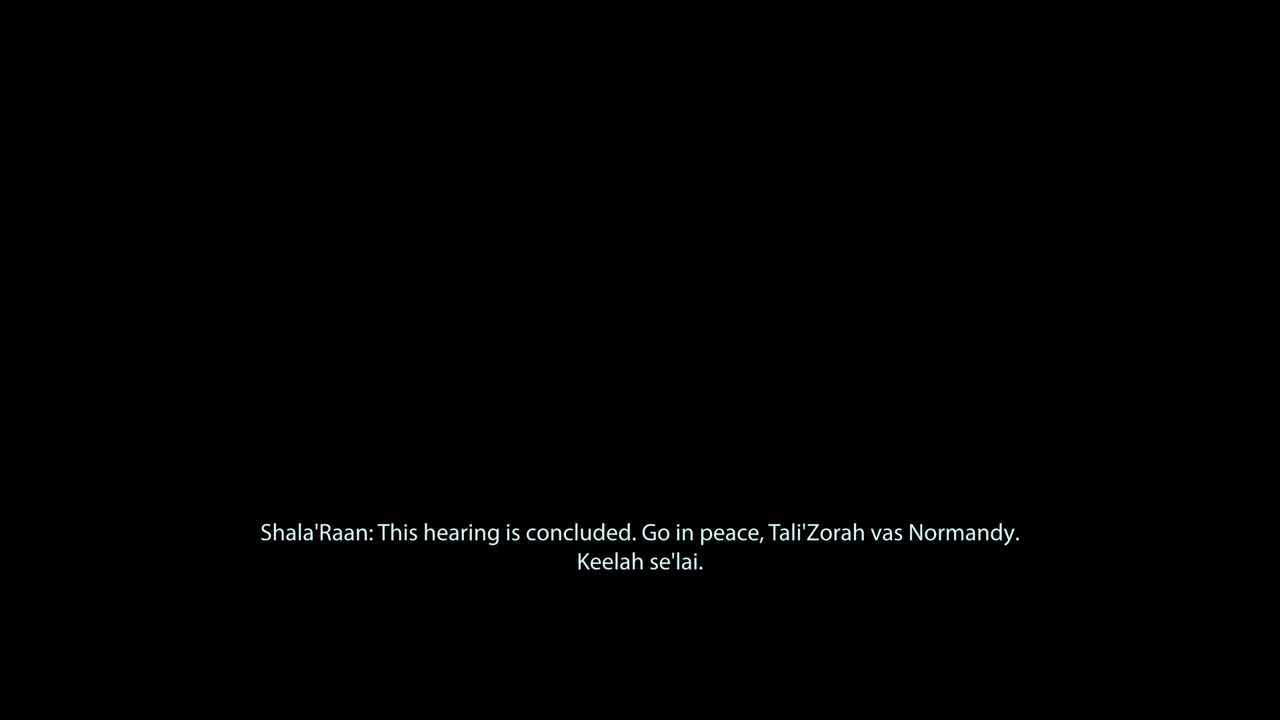 Shala'Raan: This hearing is concluded. Go in peace, Tali'Zorah vas Normandy.
Keelah se'lai.